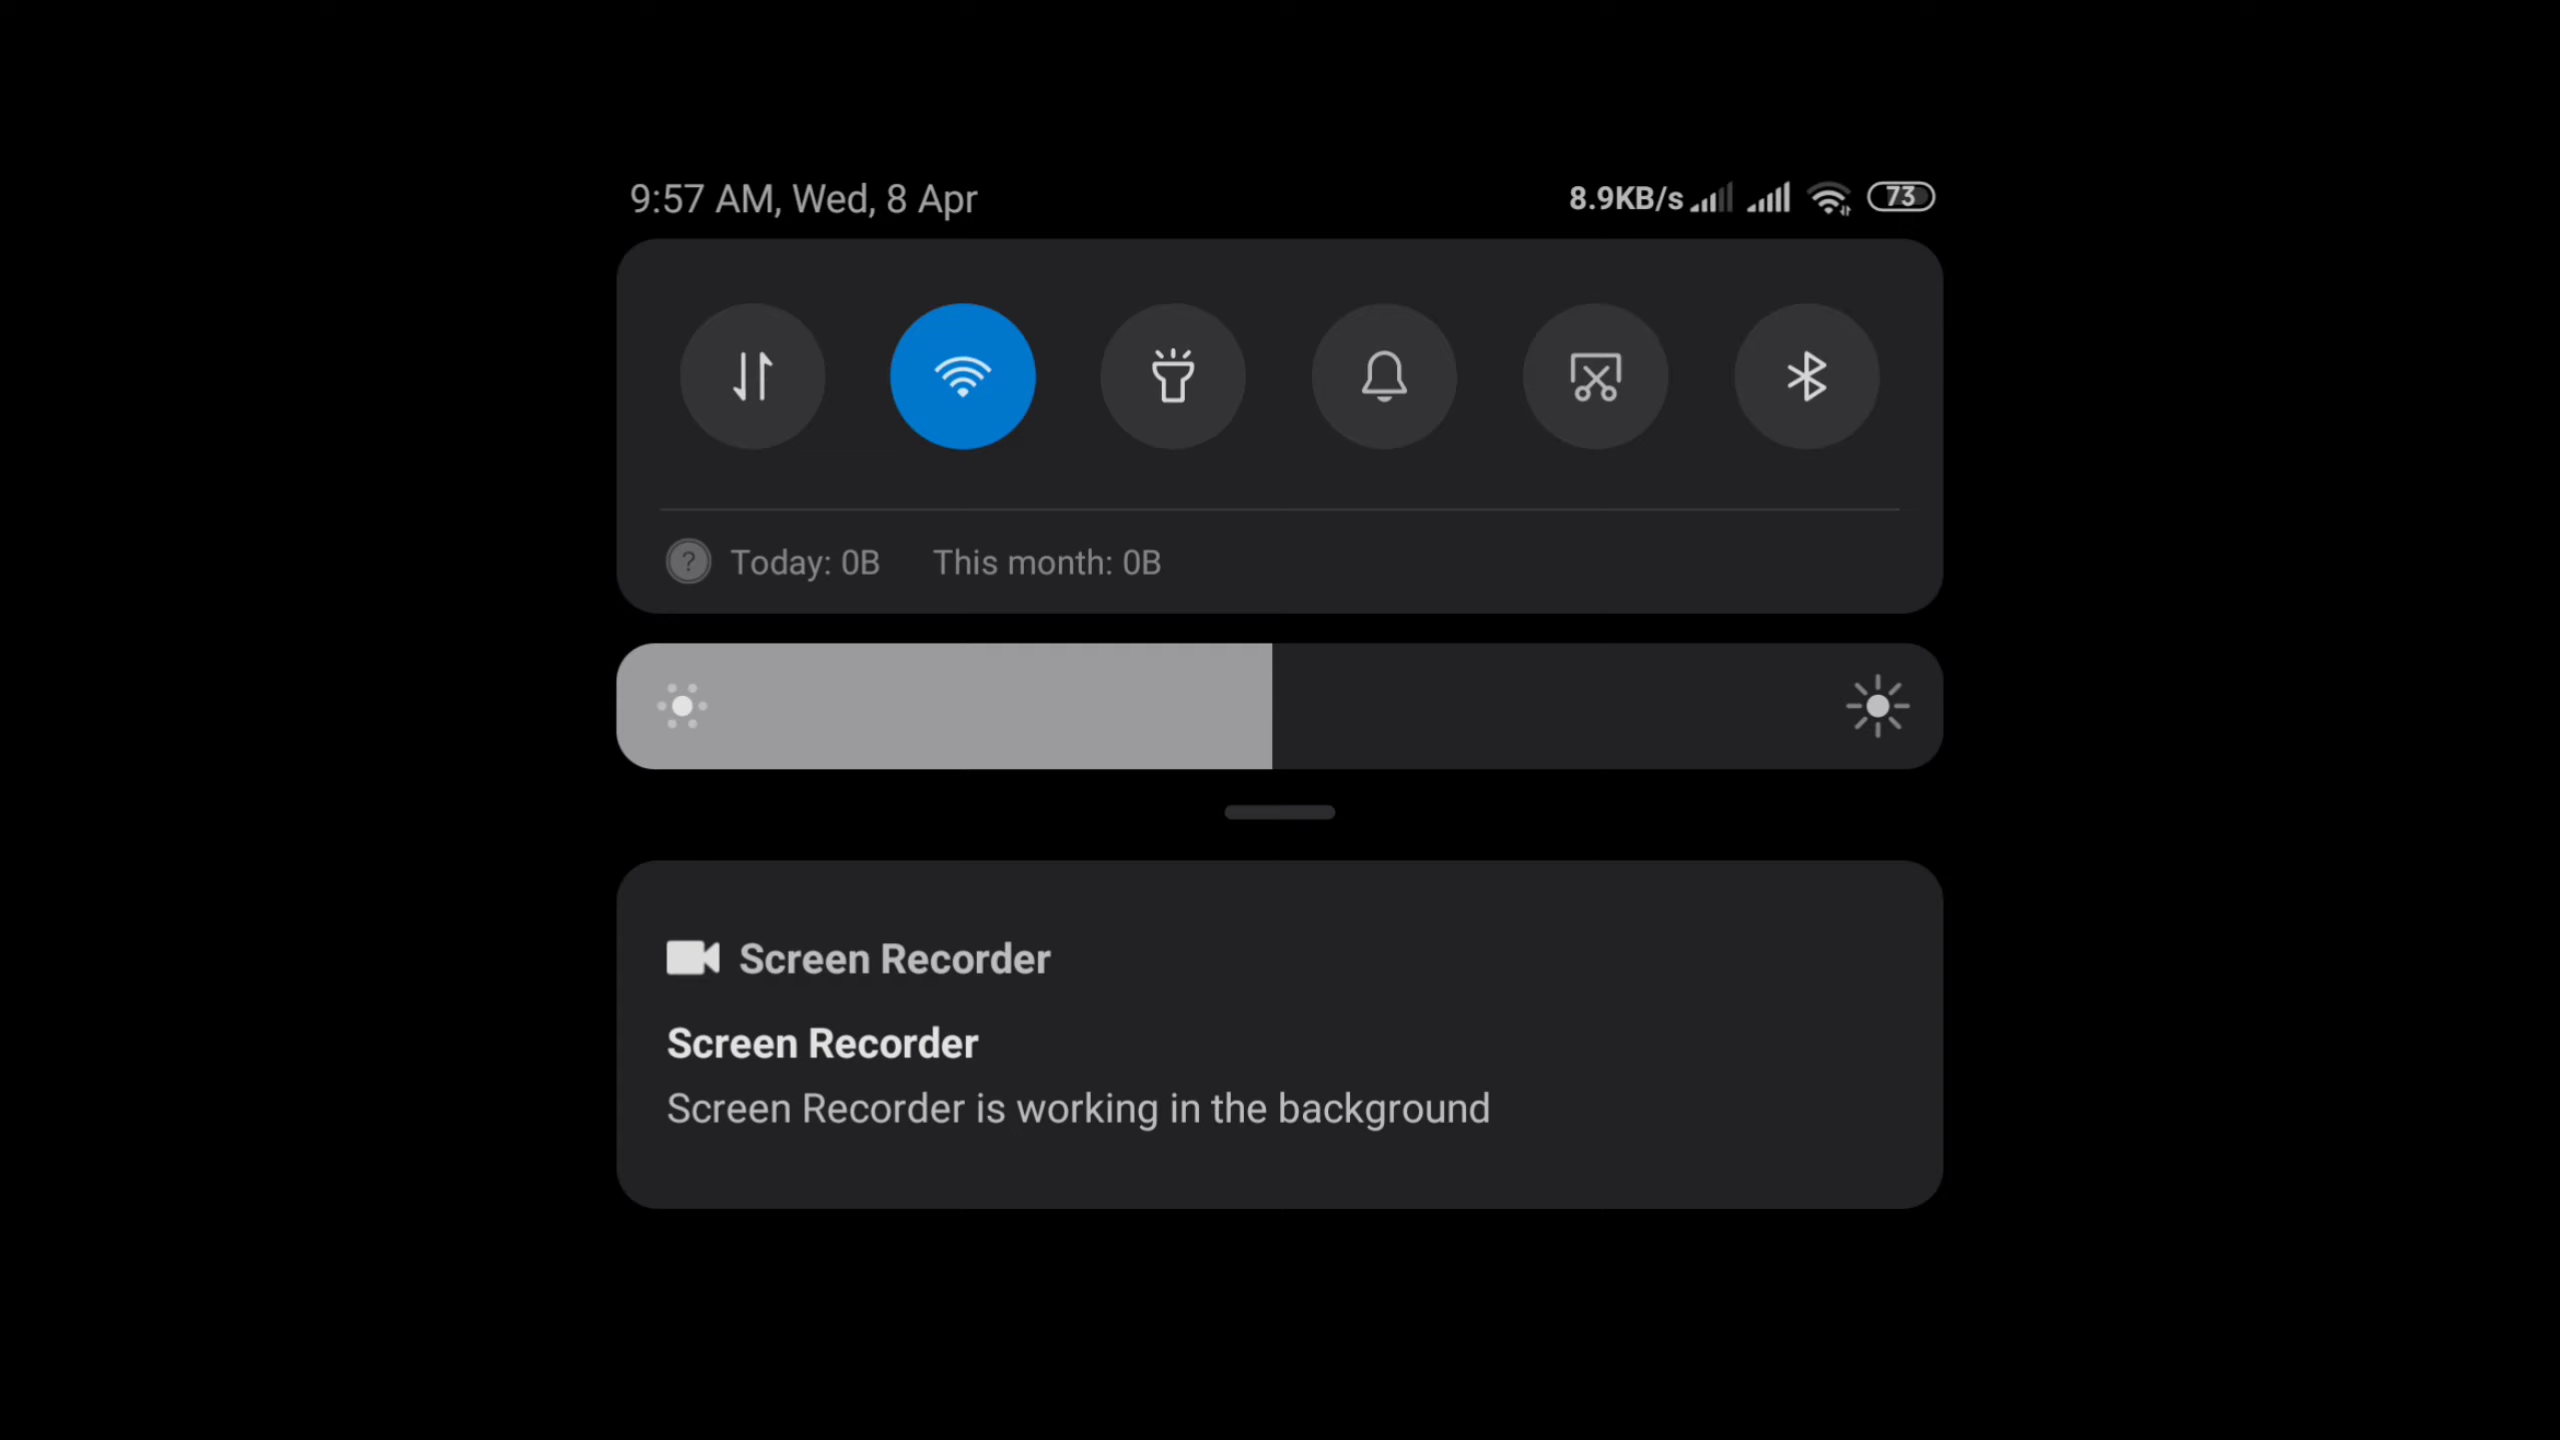 9:57 AM, Wed, 8 Apr 8.9KB/s 73
? Today: 0B This month: 0B
Screen Recorder
Screen Recorder
Screen Recorder is working in the background